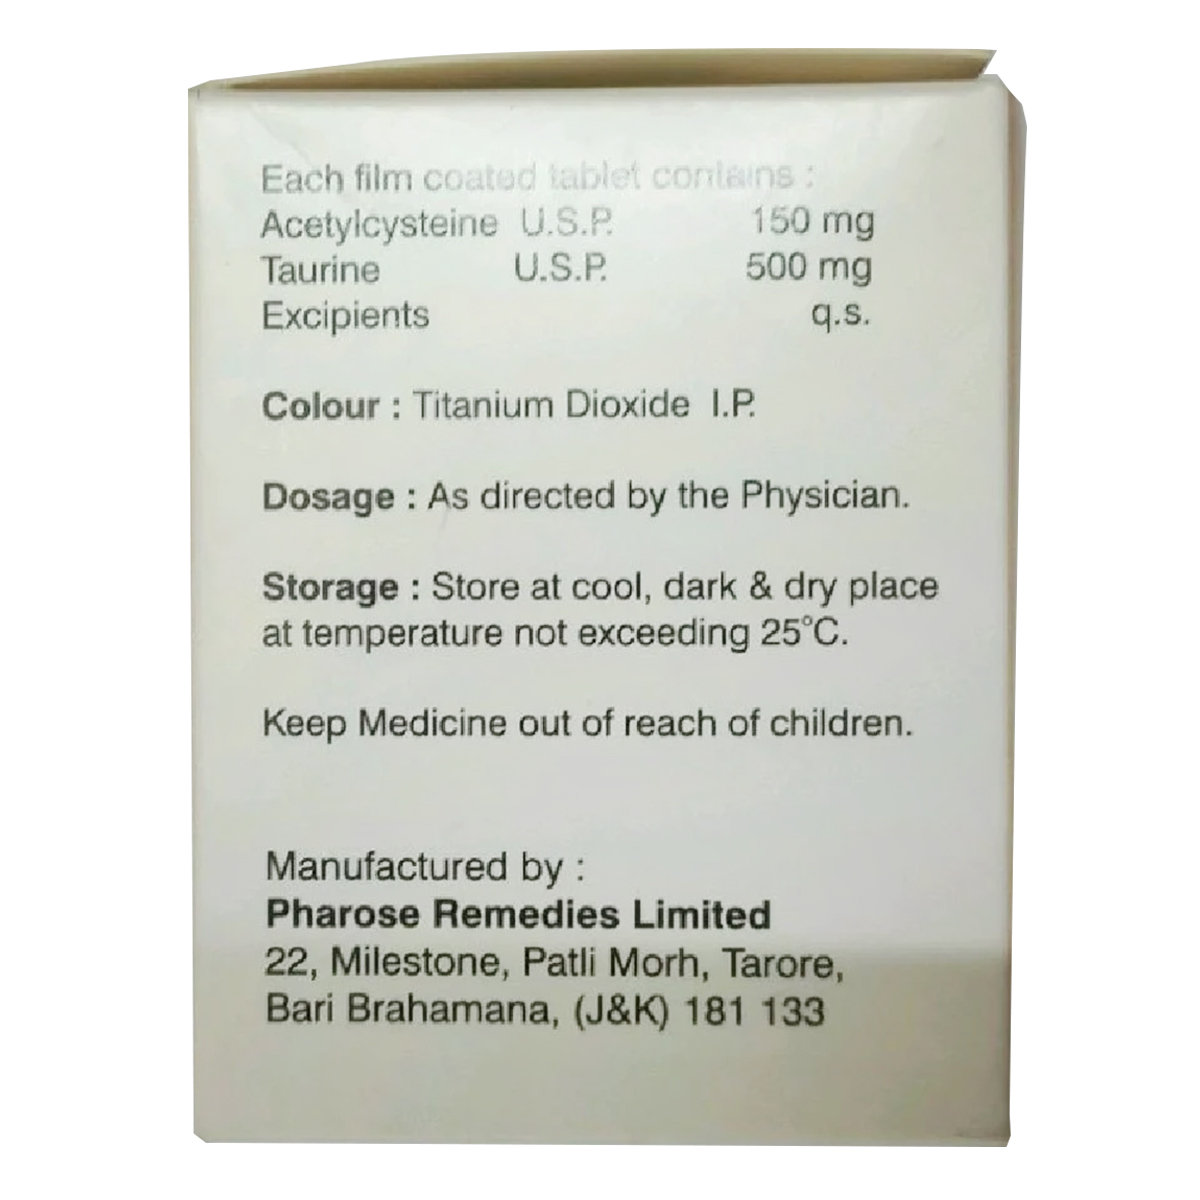 Each film coated tablet contains :
Acetylcysteine U.S.P. 150 mg
Taurine U.S.P. 500 mg
Excipients q.s.
Colour : Titanium Dioxide I.P.
Dosage : As directed by the Physician.
Storage : Store at cool, dark & dry place
at temperature not exceeding 25°C.
Keep Medicine out of reach of children.
Manufactured by :
Pharose Remedies Limited
22, Milestone, Patli Morh, Tarore,
Bari Brahamana, (J&K) 181 133